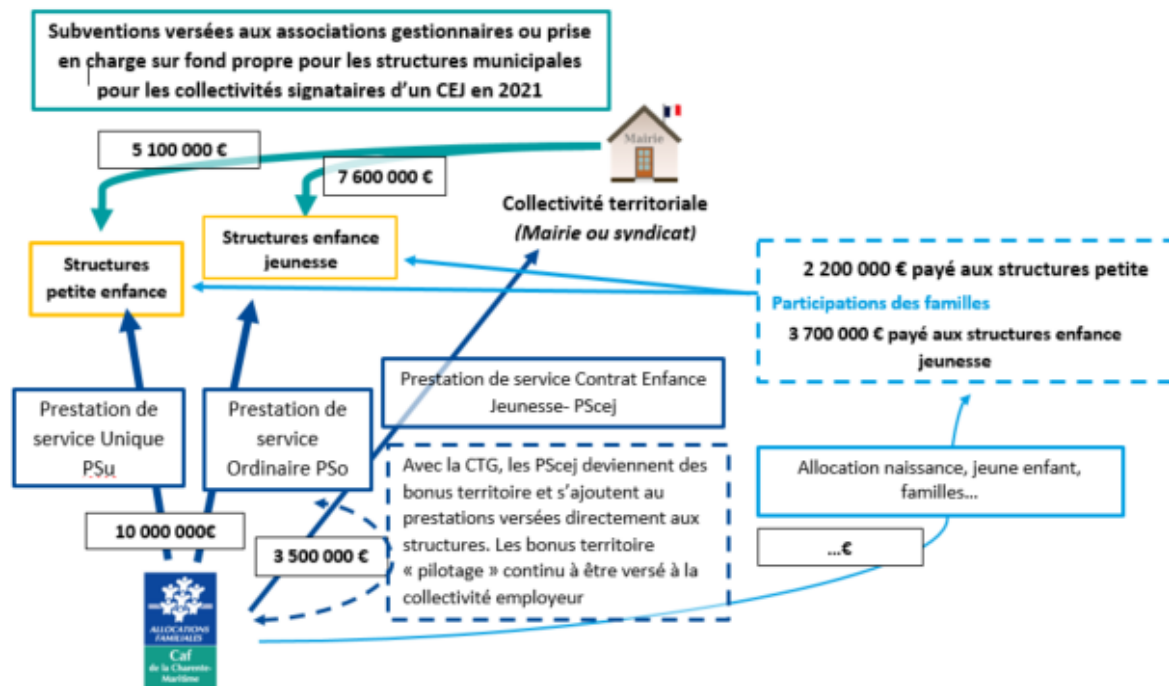 Subventions versées aux associations gestionnaires ou prise
en charge sur fond propre pour les structures municipales
pour les collectivités signataires d'un CEJ en 2021
5 100 000 €
7 600 000 €
Mairie
Collectivité territoriale
(Mairie ou syndicat)
Structures enfance
jeunesse
Structures
petite enfance
2 200 000 € payé aux structures petite
Participations des familles
3 700 000 € payé aux structures enfance
jeunesse
Prestation de service Contrat Enfance
Jeunesse- PScej
Prestation de
service Unique
PSu
Prestation de
service
Ordinaire PSo
Avec la CTG, les PScej deviennent des
bonus territoire et s'ajoutent au
prestations versées directement aux
structures. Les bonus territoire
« pilotage » continu à être versé à la
collectivité employeur
Allocation naissance, jeune enfant,
familles...
10 000 000€
3 500 000 €
...€
ALLOCATIONS
FAMILIALES
Caf
de la Charente-
Maritime